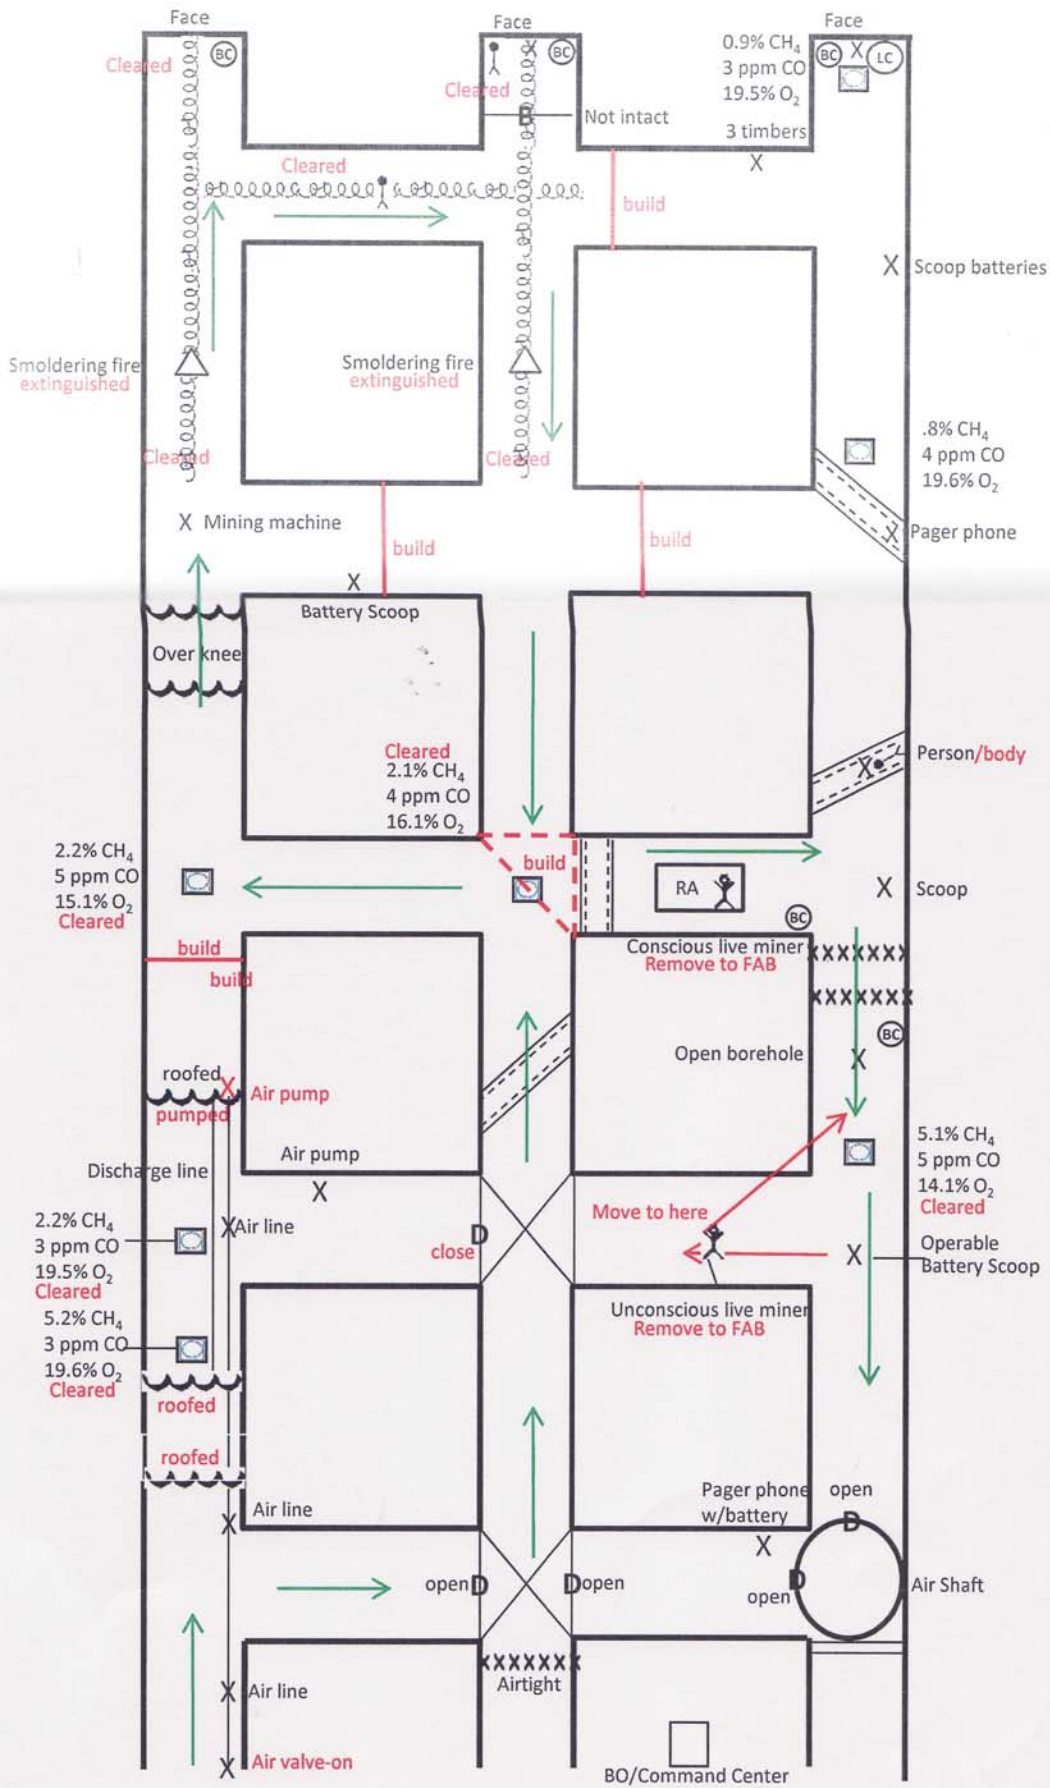 Face
Face
Face
Cleared
BC
BC
0.9% CH₄
3 ppm CO
19.5% O₂
BC
X
LC
X
Cleared
B
Not intact
3 timbers
X
Cleared
build
X Scoop batteries
Smoldering fire
extinguished
Smoldering fire
extinguished
.8% CH₄
4 ppm CO
19.6% O₂
Cleared
Cleared
X Mining machine
X Pager phone
build
build
X
Battery Scoop
Over knee
Cleared
2.1% CH₄
4 ppm CO
16.1% O₂
X
Person/body
2.2% CH₄
5 ppm CO
15.1% O₂
Cleared
build
RA
X Scoop
BC
build
build
Conscious live miner
Remove to FAB
XXXXXXX
XXXXXXX
BC
Open borehole
X
roofed
X Air pump
pumped
Air pump
X
Discharge line
5.1% CH₄
5 ppm CO
14.1% O₂
Cleared
2.2% CH₄
3 ppm CO
19.5% O₂
Cleared
X Air line
D
close
Move to here
X
Operable
Battery Scoop
5.2% CH₄
3 ppm CO
19.6% O₂
Cleared
Unconscious live miner
Remove to FAB
roofed
roofed
X Air line
Pager phone
w/battery
X
open
D
open D
D open
D
open
Air Shaft
XXXXXXX
Airtight
X Air line
X Air valve-on
BO/Command Center